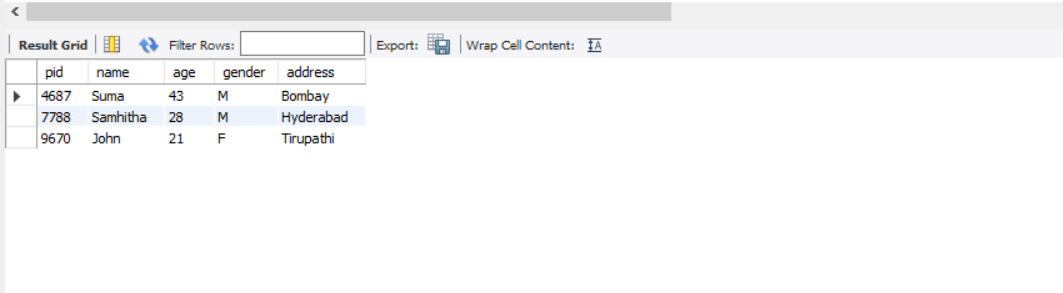 Result Grid Filter Rows: Export: Wrap Cell Content: IA
pid name age gender address
4687 Suma 43 M Bombay
7788 Samhitha 28 M Hyderabad
9670 John 21 F Tirupathi